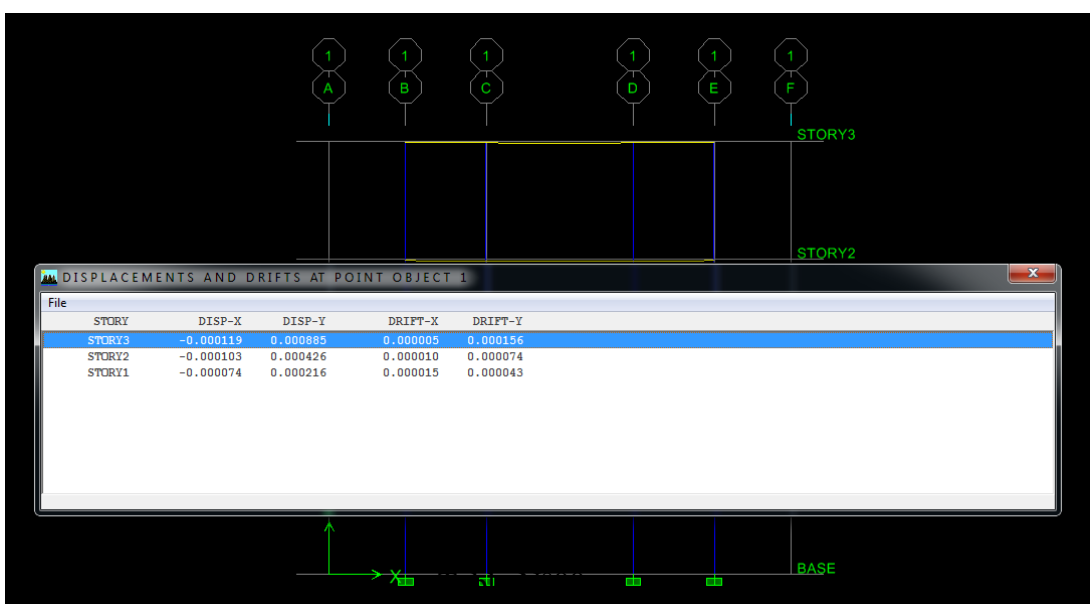 1 1 1 1 1 1
A B C D E F
STORY3
STORY2
DISPLACEMENTS AND DRIFTS AT POINT OBJECT 1
File
STORY DISP-X DISP-Y DRIFT-X DRIFT-Y
STORY3 -0.000119 0.000885 0.000005 0.000156
STORY2 -0.000103 0.000426 0.000010 0.000074
STORY1 -0.000074 0.000216 0.000015 0.000043
X
BASE